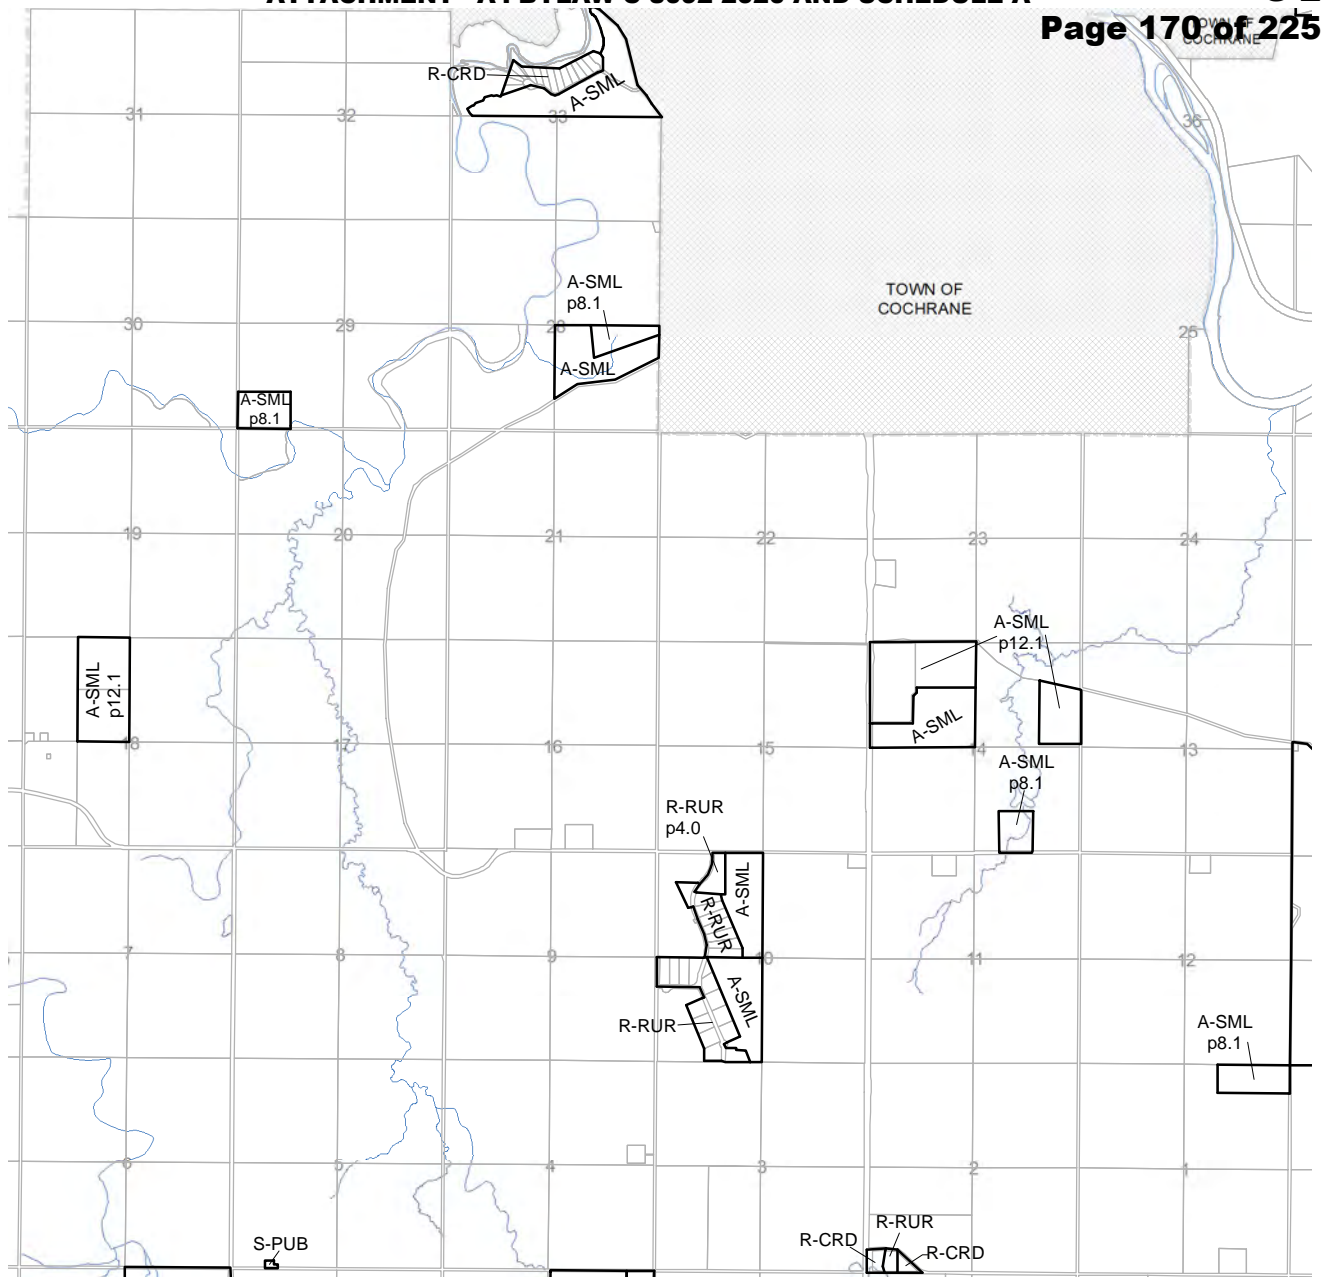 Page 170 of 225
TOWN OF
COCHRANE
R-CRD
A-SML
31
32
33
36
A-SML
p8.1
TOWN OF
COCHRANE
30
29
28
25
A-SML
A-SML
p8.1
19
20
21
22
23
24
A-SML
p12.1
A-SML
p12.1
A-SML
18
17
16
15
14
13
A-SML
p8.1
R-RUR
p4.0
A-SML
R-RUR
7
8
9
10
11
12
A-SML
R-RUR
A-SML
p8.1
6
5
4
3
2
1
S-PUB
R-CRD
R-RUR
R-CRD